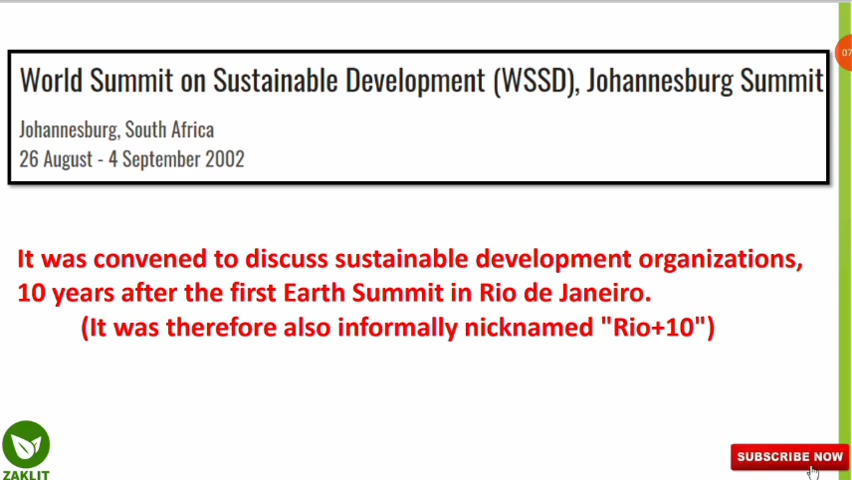 World Summit on Sustainable Development (WSSD), Johannesburg Summit
Johannesburg, South Africa
26 August - 4 September 2002
07
It was convened to discuss sustainable development organizations,
10 years after the first Earth Summit in Rio de Janeiro.
(It was therefore also informally nicknamed "Rio+10")
ZAKLIT
SUBSCRIBE NOW